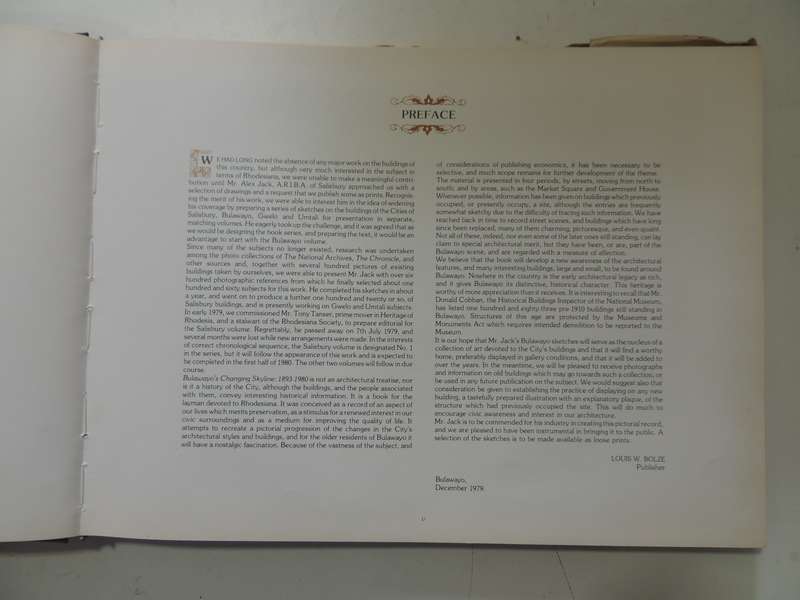 PREFACE
WE HAD LONG noted the absence of any major work on the buildings of
this country, but although very much interested in the subject in
terms of Rhodesiana, we were unable to make a meaningful contri-
bution until Mr. Alex Jack, A.R.I.B.A. of Salisbury approached us with a
selection of drawings and a request that we publish some as prints. Recognis-
ing the merit of his work, we were able to interest him in the idea of widening
his coverage by preparing a series of sketches on the buildings of the Cities of
Salisbury, Bulawayo, Gwelo and Umtali for presentation in separate,
matching volumes. He eagerly took up the challenge, and it was agreed that as
we would be designing the book series, and preparing the text, it would be an
advantage to start with the Bulawayo volume.
Since many of the subjects no longer existed, research was undertaken
among the photo collections of The National Archives, The Chronicle, and
other sources and, together with several hundred pictures of existing
buildings taken by ourselves, we were able to present Mr. Jack with over six
hundred photographic references from which he finally selected about one
hundred and sixty subjects for this work. He completed his sketches in about
a year, and went on to produce a further one hundred and twenty or so, of
Salisbury buildings, and is presently working on Gwelo and Umtali subjects.
In early 1979, we commissioned Mr. Tony Tanser, prime mover in Heritage of
Rhodesia, and a stalwart of the Rhodesiana Society, to prepare editorial for
the Salisbury volume. Regrettably, he passed away on 7th July 1979, and
several months were lost while new arrangements were made. In the interests
of correct chronological sequence, the Salisbury volume is designated No. 1
in the series, but it will follow the appearance of this work and is expected to
be completed in the first half of 1980. The other two volumes will follow in due
course.
Bulawayo's Changing Skyline: 1893-1980 is not an architectural treatise, nor
is it a history of the City, although the buildings, and the people associated
with them, convey interesting historical information. It is a book for the
layman devoted to Rhodesiana. It was conceived as a record of an aspect of
our lives which merits preservation, as a stimulus for a renewed interest in our
civic surroundings and as a medium for improving the quality of life. It
attempts to recreate a pictorial progression of the changes in the City's
architectural styles and buildings, and for the older residents of Bulawayo it
will have a nostalgic fascination. Because of the vastness of the subject, and
of considerations of publishing economics, it has been necessary to be
selective, and much scope remains for further development of the theme.
The material is presented in four periods, by streets, moving from north to
south; and by areas, such as the Market Square and Government House.
Whenever possible, information has been given on buildings which previously
occupied, or presently occupy, a site, although the entries are frequently
somewhat sketchy due to the difficulty of tracing such information. We have
reached back in time to record street scenes, and buildings which have long
since been replaced, many of them charming, picturesque, and even quaint.
Not all of these, indeed, nor even some of the later ones still standing, can lay
claim to special architectural merit, but they have been, or are, part of the
Bulawayo scene, and are regarded with a measure of affection.
We believe that the book will develop a new awareness of the architectural
features, and many interesting buildings, large and small, to be found around
Bulawayo. Nowhere in the country is the early architectural legacy as rich,
and it gives Bulawayo its distinctive, historical character. This heritage is
worthy of more appreciation than it receives. It is interesting to recall that Mr.
Donald Cobban, the Historical Buildings Inspector of the National Museum,
has listed one hundred and eighty three pre-1910 buildings still standing in
Bulawayo. Structures of this age are protected by the Museums and
Monuments Act which requires intended demolition to be reported to the
Museum.
It is our hope that Mr. Jack's Bulawayo sketches will serve as the nucleus of a
collection of art devoted to the City's buildings and that it will find a worthy
home, preferably displayed in gallery conditions, and that it will be added to
over the years. In the meantime, we will be pleased to receive photographs
and information on old buildings which may go towards such a collection, or
be used in any future publication on the subject. We would suggest also that
consideration be given to establishing the practice of displaying on any new
building, a tastefully prepared illustration with an explanatory plaque, of the
structure which had previously occupied the site. This will do much to
encourage civic awareness and interest in our architecture.
Mr. Jack is to be commended for his industry in creating this pictorial record,
and we are pleased to have been instrumental in bringing it to the public. A
selection of the sketches is to be made available as loose prints.
LOUIS W. BOLZE
Publisher
Bulawayo,
December 1979.